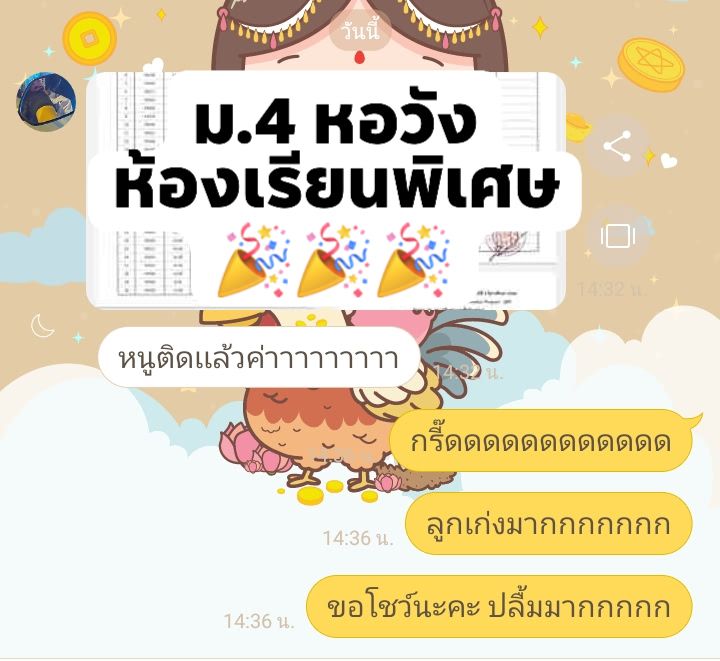 วันนี้
ม.4 หอวัง
ห้องเรียนพิเศษ
14:32 น.
หนูติดแล้วค่าาาาาาาาา
กรี๊ดดดดดดดดดดดดด
ลูกเก่งมากกกกกกก
14:36 น.
ขอโชว์นะคะ ปลื้มมากกกกก
14:36 น.